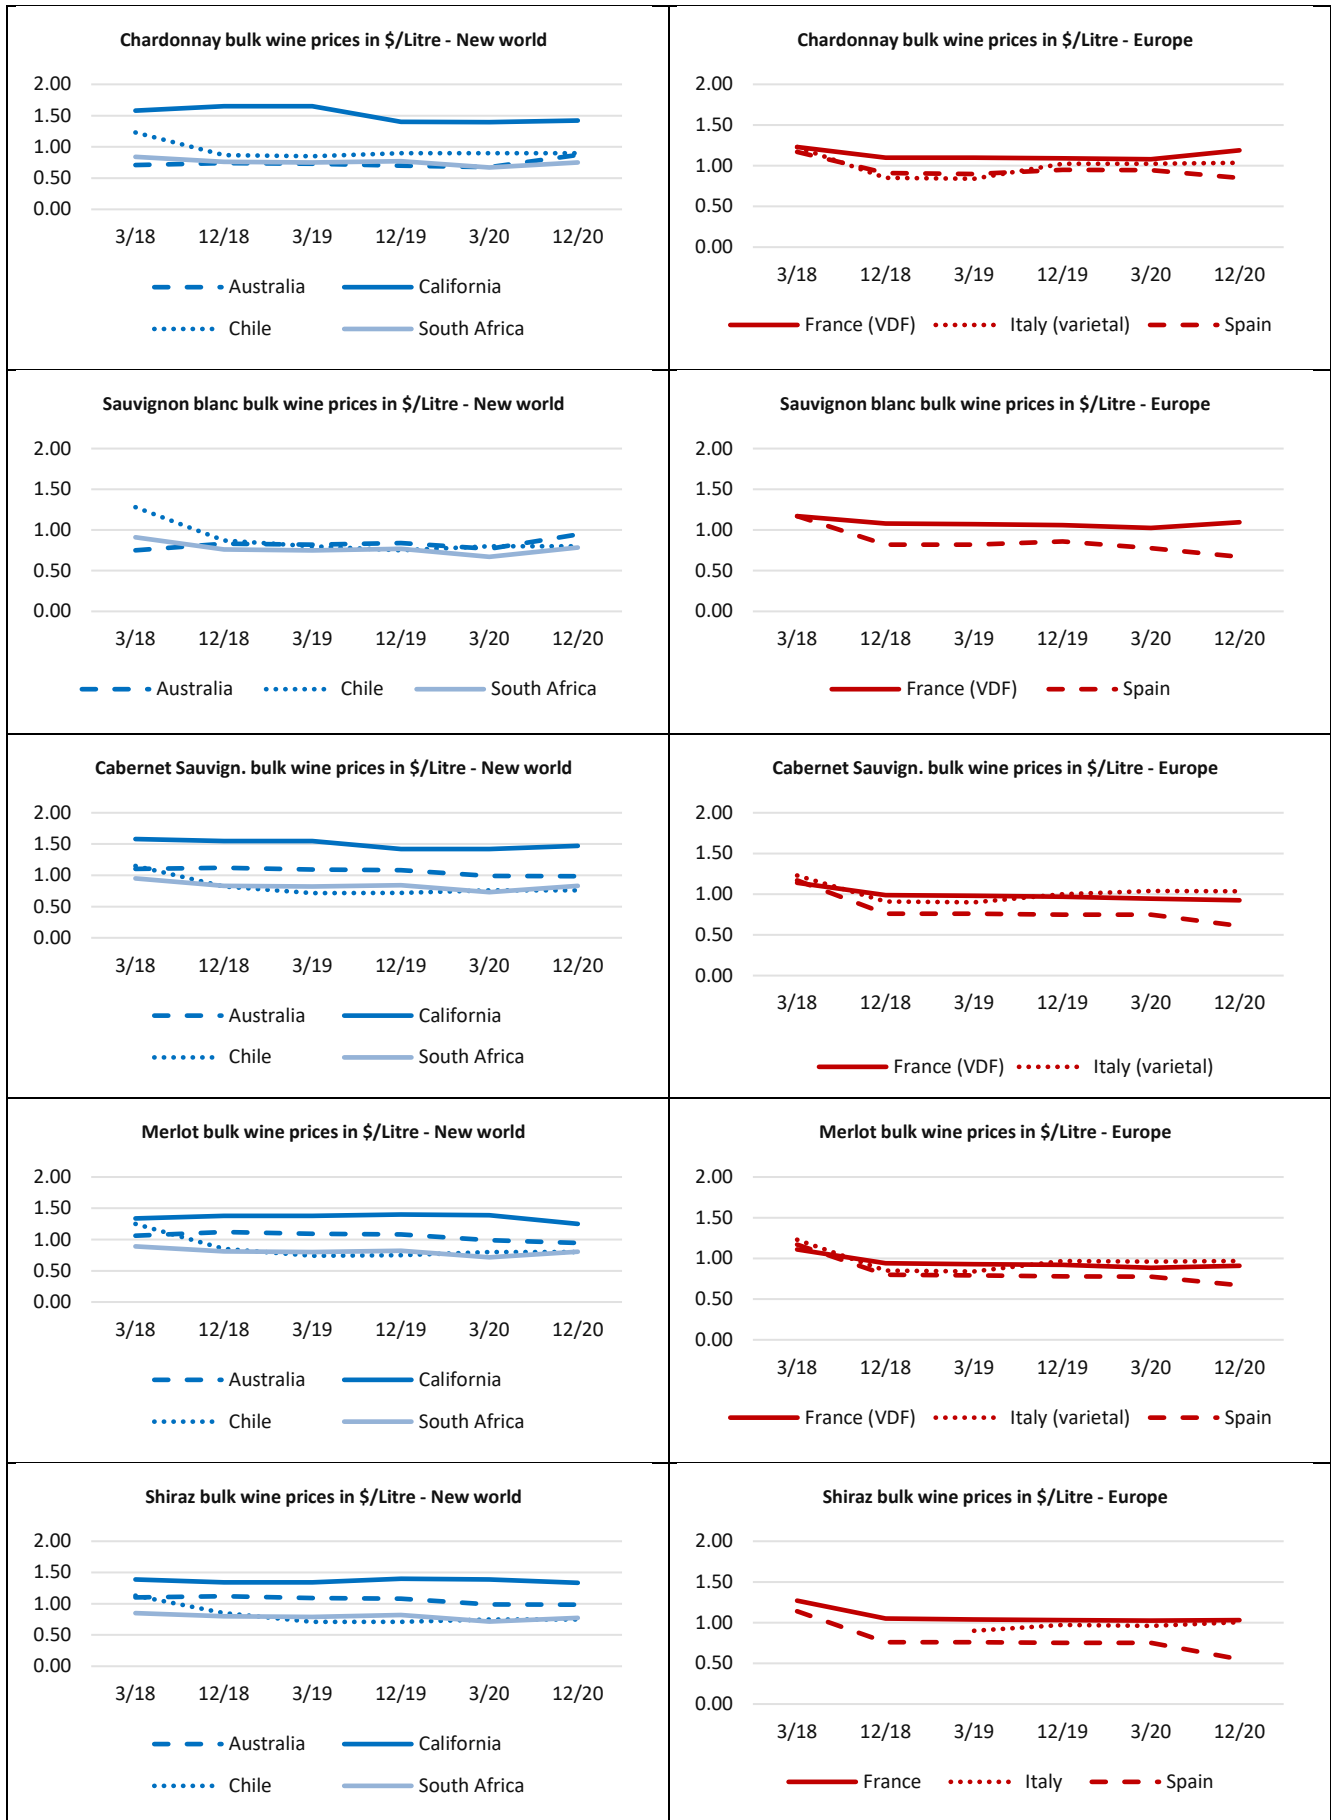 Chardonnay bulk wine prices in $/Litre - New world
2.00
1.50
1.00
0.50
0.00
3/18 12/18 3/19 12/19 3/20 12/20
Australia California
Chile South Africa
Chardonnay bulk wine prices in $/Litre - Europe
2.00
1.50
1.00
0.50
0.00
3/18 12/18 3/19 12/19 3/20 12/20
France (VDF) Italy (varietal) Spain
Sauvignon blanc bulk wine prices in $/Litre - New world
2.00
1.50
1.00
0.50
0.00
3/18 12/18 3/19 12/19 3/20 12/20
Australia Chile South Africa
Sauvignon blanc bulk wine prices in $/Litre - Europe
2.00
1.50
1.00
0.50
0.00
3/18 12/18 3/19 12/19 3/20 12/20
France (VDF) Spain
Cabernet Sauvign. bulk wine prices in $/Litre - New world
2.00
1.50
1.00
0.50
0.00
3/18 12/18 3/19 12/19 3/20 12/20
Australia California
Chile South Africa
Cabernet Sauvign. bulk wine prices in $/Litre - Europe
2.00
1.50
1.00
0.50
0.00
3/18 12/18 3/19 12/19 3/20 12/20
France (VDF) Italy (varietal)
Merlot bulk wine prices in $/Litre - New world
2.00
1.50
1.00
0.50
0.00
3/18 12/18 3/19 12/19 3/20 12/20
Australia California
Chile South Africa
Merlot bulk wine prices in $/Litre - Europe
2.00
1.50
1.00
0.50
0.00
3/18 12/18 3/19 12/19 3/20 12/20
France (VDF) Italy (varietal) Spain
Shiraz bulk wine prices in $/Litre - New world
2.00
1.50
1.00
0.50
0.00
3/18 12/18 3/19 12/19 3/20 12/20
Australia California
Chile South Africa
Shiraz bulk wine prices in $/Litre - Europe
2.00
1.50
1.00
0.50
0.00
3/18 12/18 3/19 12/19 3/20 12/20
France Italy Spain